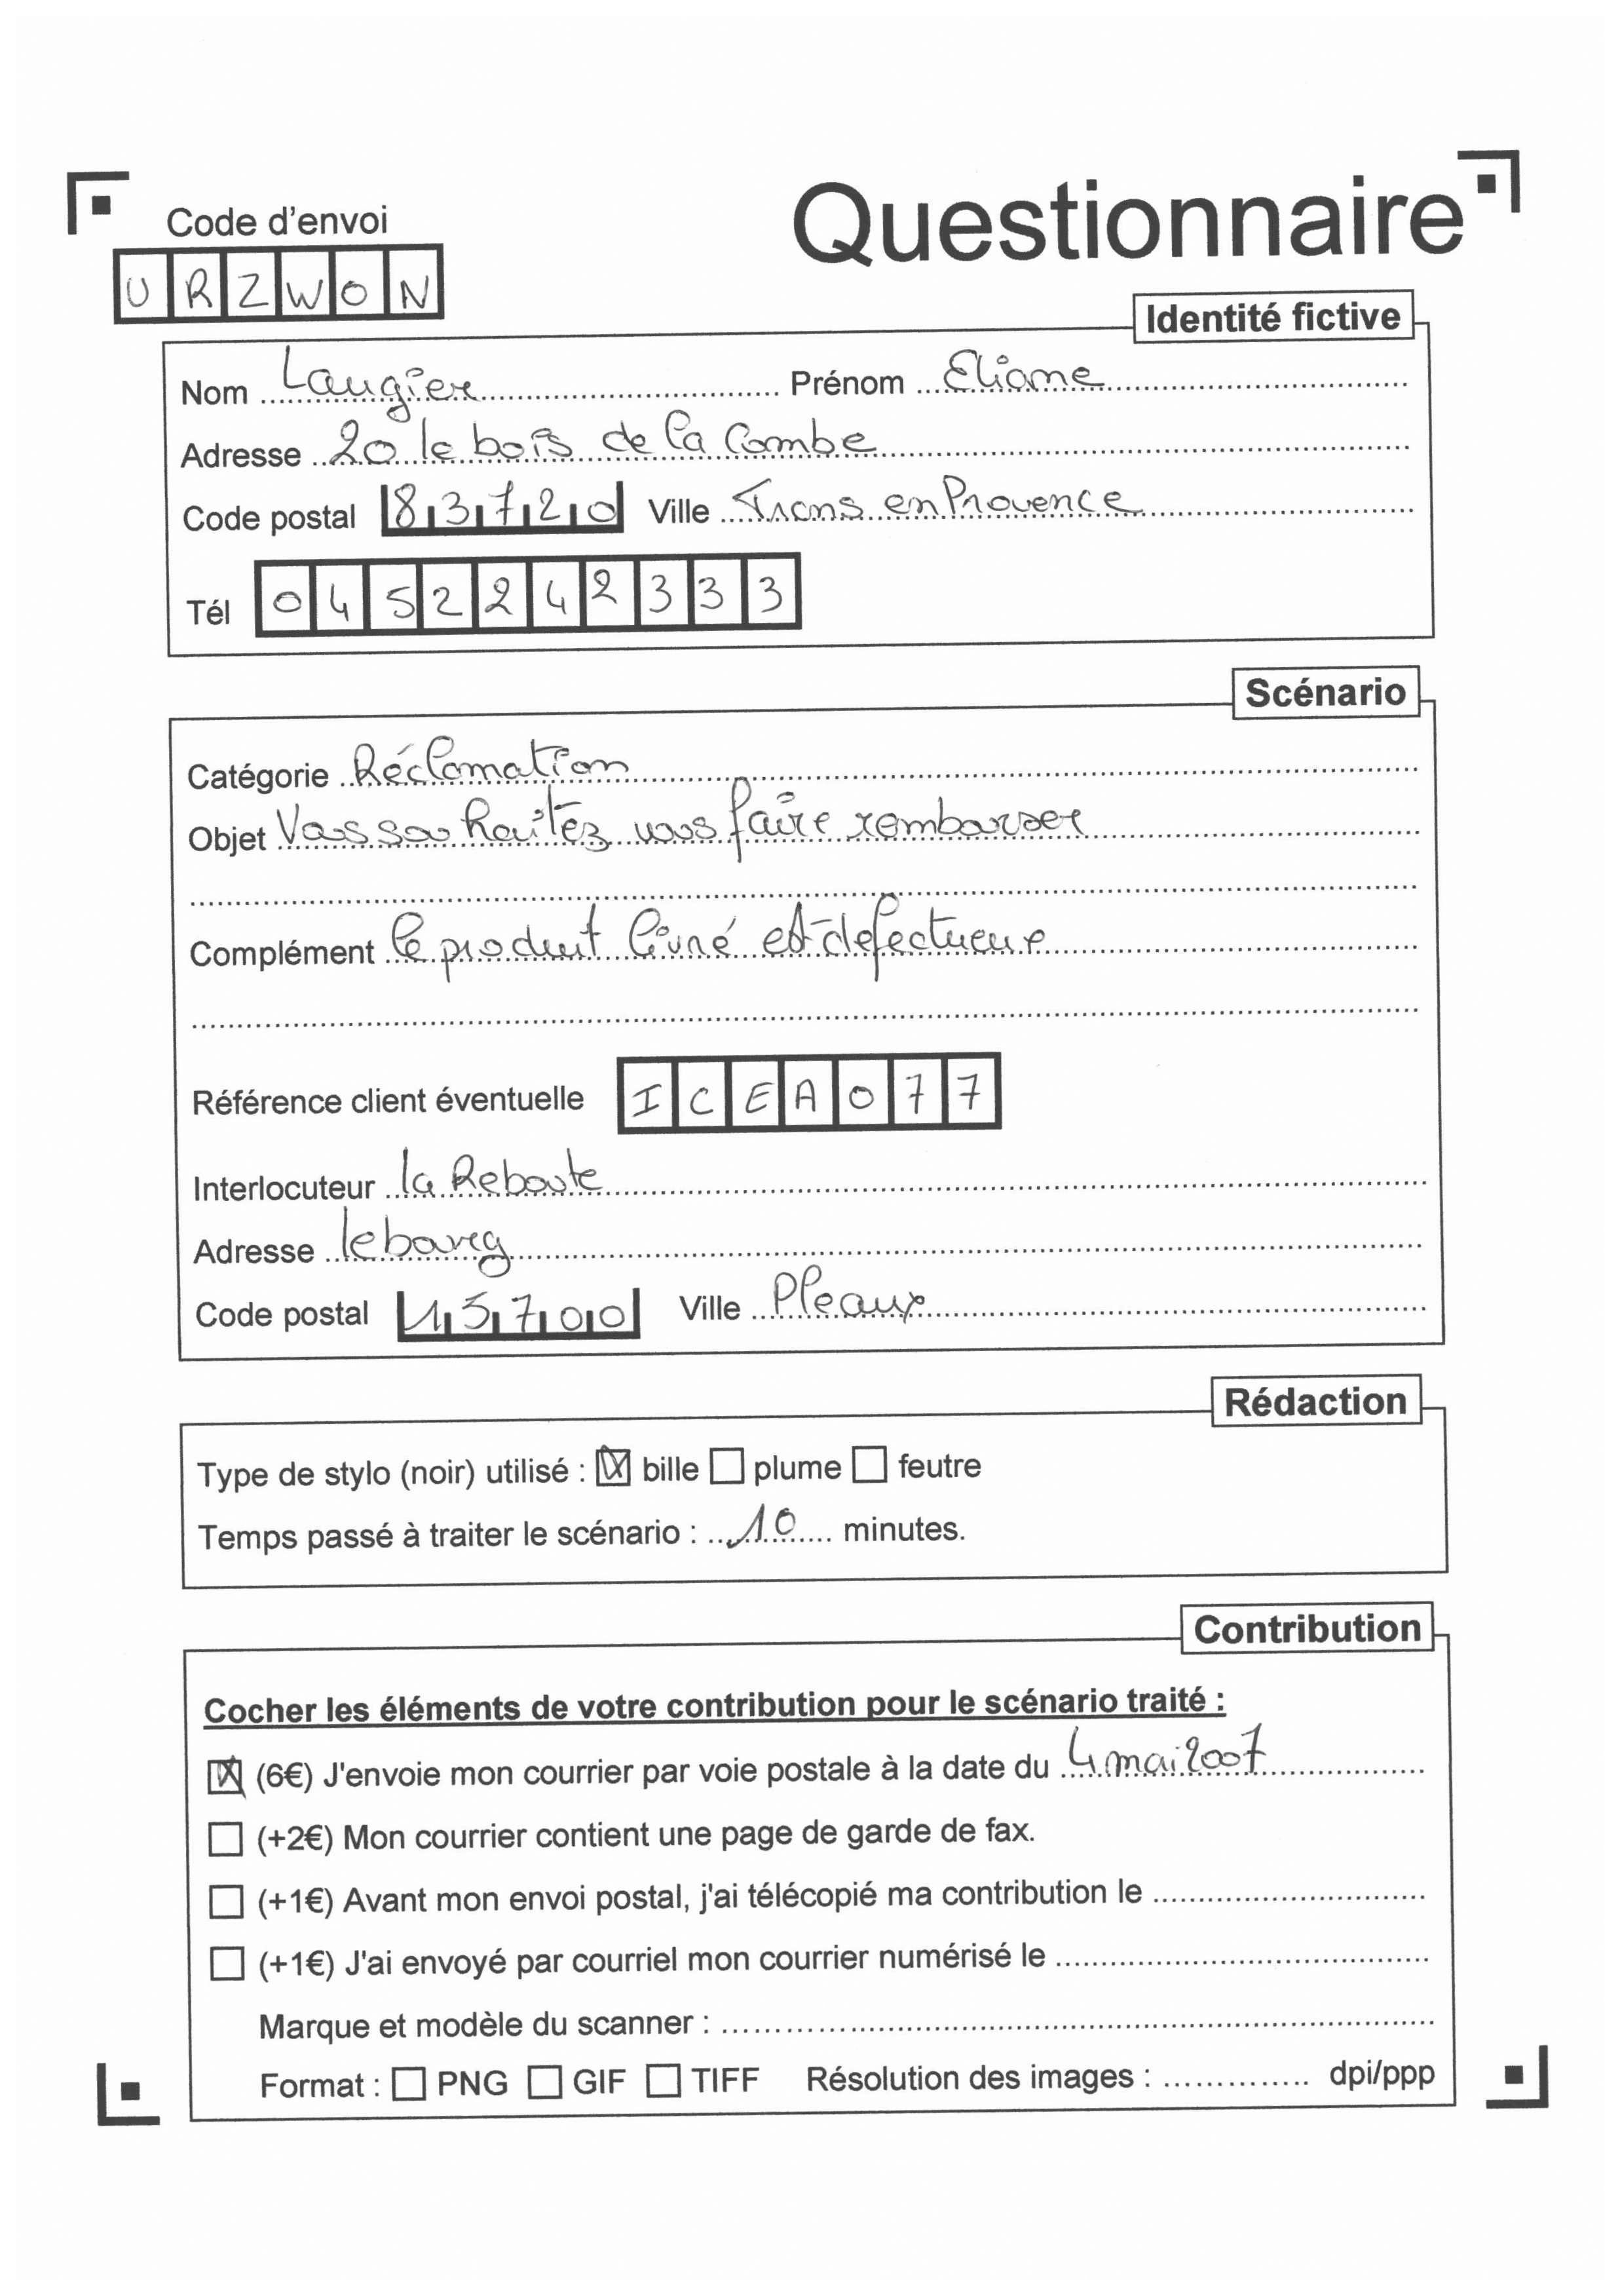 Questionnaire
Code d'envoi
URZWON
Identité fictive
Nom Laugier Prénom Eliane
Adresse 20 le bois de la Combe
Code postal 83720 Ville Trans en Provence
Tél 0452242333
Scénario
Catégorie Réclamation
Objet Vous souhaitez vous faire rembourser
Complément le produit livré est defectueux
Référence client éventuelle ICEA077
Interlocuteur la Reboute
Adresse le bourg
Code postal 15700 Ville Pleaux
Rédaction
Type de stylo (noir) utilisé : ☒ bille ☐ plume ☐ feutre
Temps passé à traiter le scénario : 10 minutes.
Contribution
Cocher les éléments de votre contribution pour le scénario traité :
☒ (6€) J'envoie mon courrier par voie postale à la date du 4 mai 2007
☐ (+2€) Mon courrier contient une page de garde de fax.
☐ (+1€) Avant mon envoi postal, j'ai télécopié ma contribution le
☐ (+1€) J'ai envoyé par courriel mon courrier numérisé le
Marque et modèle du scanner :
Format : ☐ PNG ☐ GIF ☐ TIFF Résolution des images : dpi/ppp